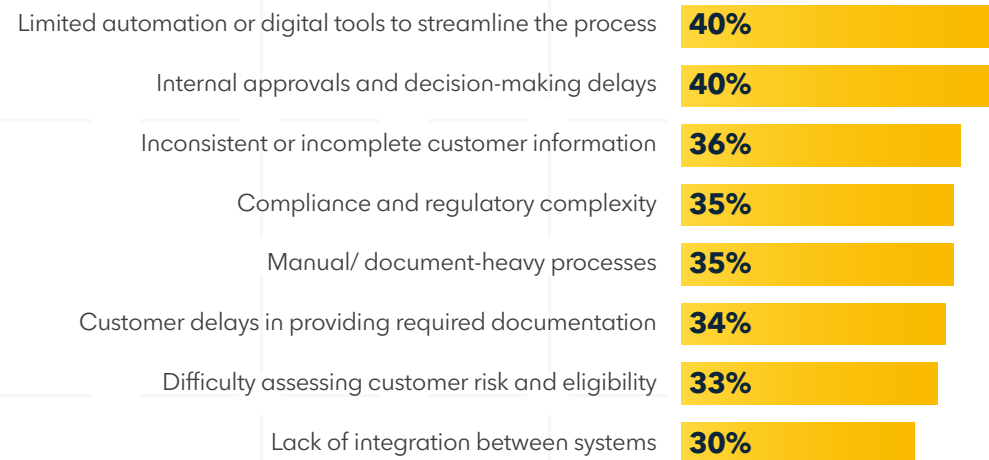 Limited automation or digital tools to streamline the process 40%
Internal approvals and decision-making delays 40%
Inconsistent or incomplete customer information 36%
Compliance and regulatory complexity 35%
Manual/ document-heavy processes 35%
Customer delays in providing required documentation 34%
Difficulty assessing customer risk and eligibility 33%
Lack of integration between systems 30%